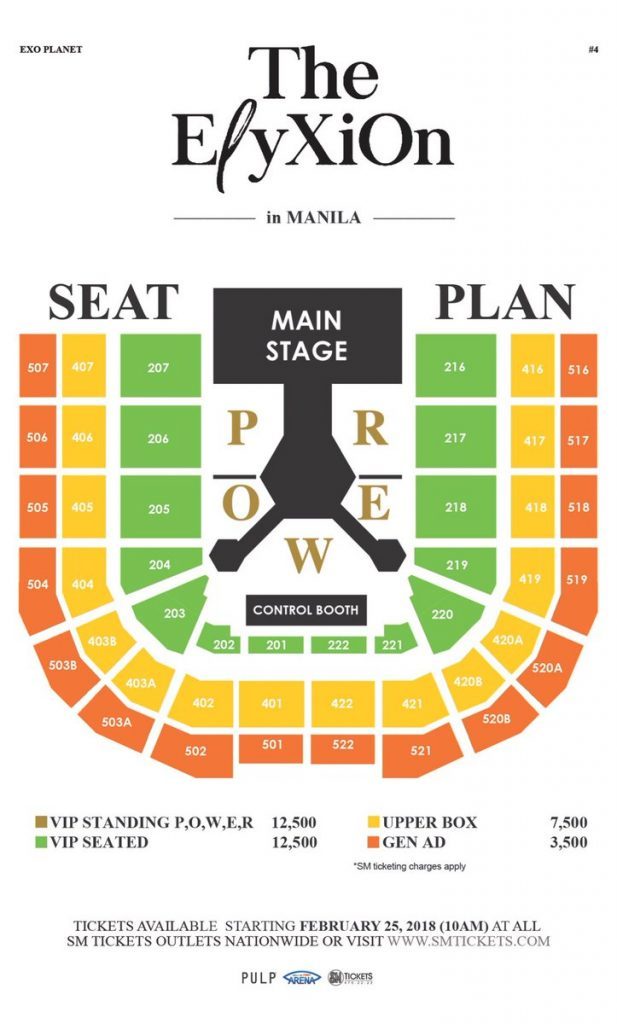 EXO PLANET #4
The
ElyXiOn
in MANILA
SEAT PLAN
MAIN
STAGE
507 407 207 216 416 516
P R
506 406 206 217 417 517
O E
505 405 205 218 418 518
W
504 404 204 219 419 519
203 CONTROL BOOTH 220
403B 202 201 222 221 420A
503B 403A 420B 520A
402 401 422 421
503A 520B
502 501 522 521
VIP STANDING P,O,W,E,R 12,500 UPPER BOX 7,500
VIP SEATED 12,500 GEN AD 3,500
*SM ticketing charges apply
TICKETS AVAILABLE STARTING FEBRUARY 25, 2018 (10AM) AT ALL
SM TICKETS OUTLETS NATIONWIDE OR VISIT WWW.SMTICKETS.COM
PULP ARENA SM TICKETS